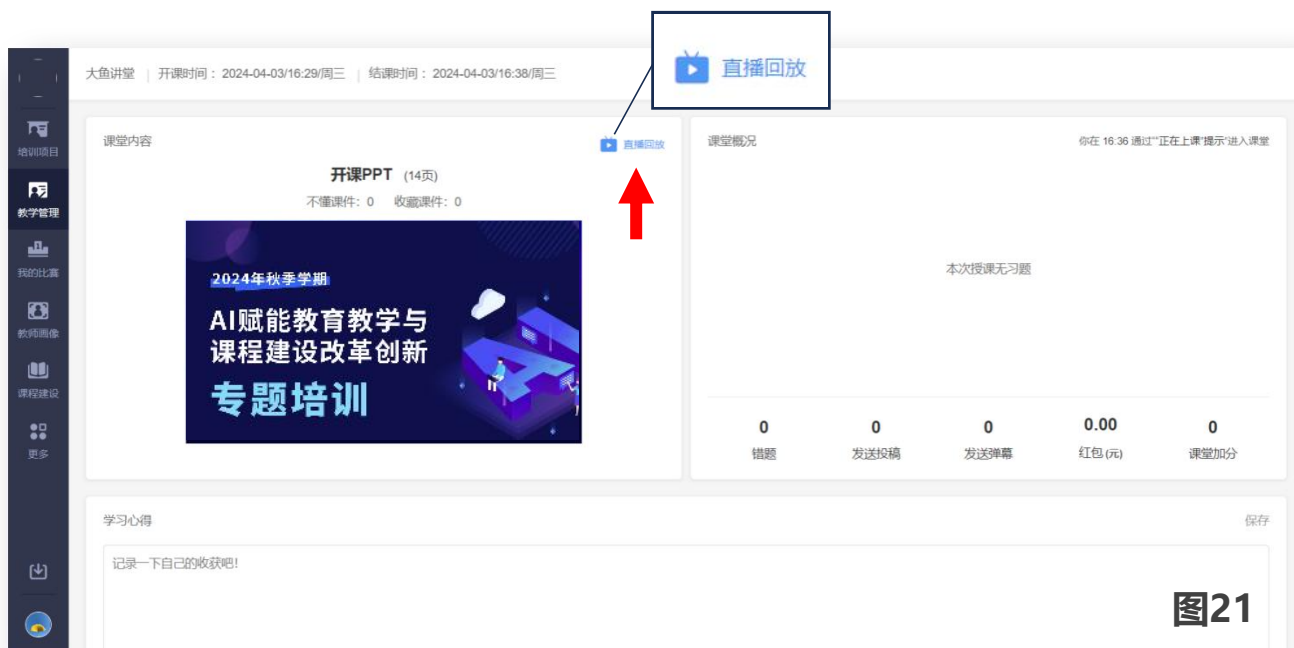 直播回放
大鱼讲堂 | 开课时间： 2024-04-03/16:29/周三 | 结课时间： 2024-04-03/16:38/周三
培训项目
教学管理
我的比赛
教师画像
课程建设
更多
课堂内容
直播回放
开课PPT (14页)
不懂课件：0 收藏课件：0
2024年秋季学期
AI赋能教育教学与
课程建设改革创新
专题培训
课堂概况
你在 16:36 通过"“正在上课”提示"进入课堂
本次授课无习题
0 0 0 0.00 0
错题 发送投稿 发送弹幕 红包(元) 课堂加分
学习心得
保存
记录一下自己的收获吧！
图21